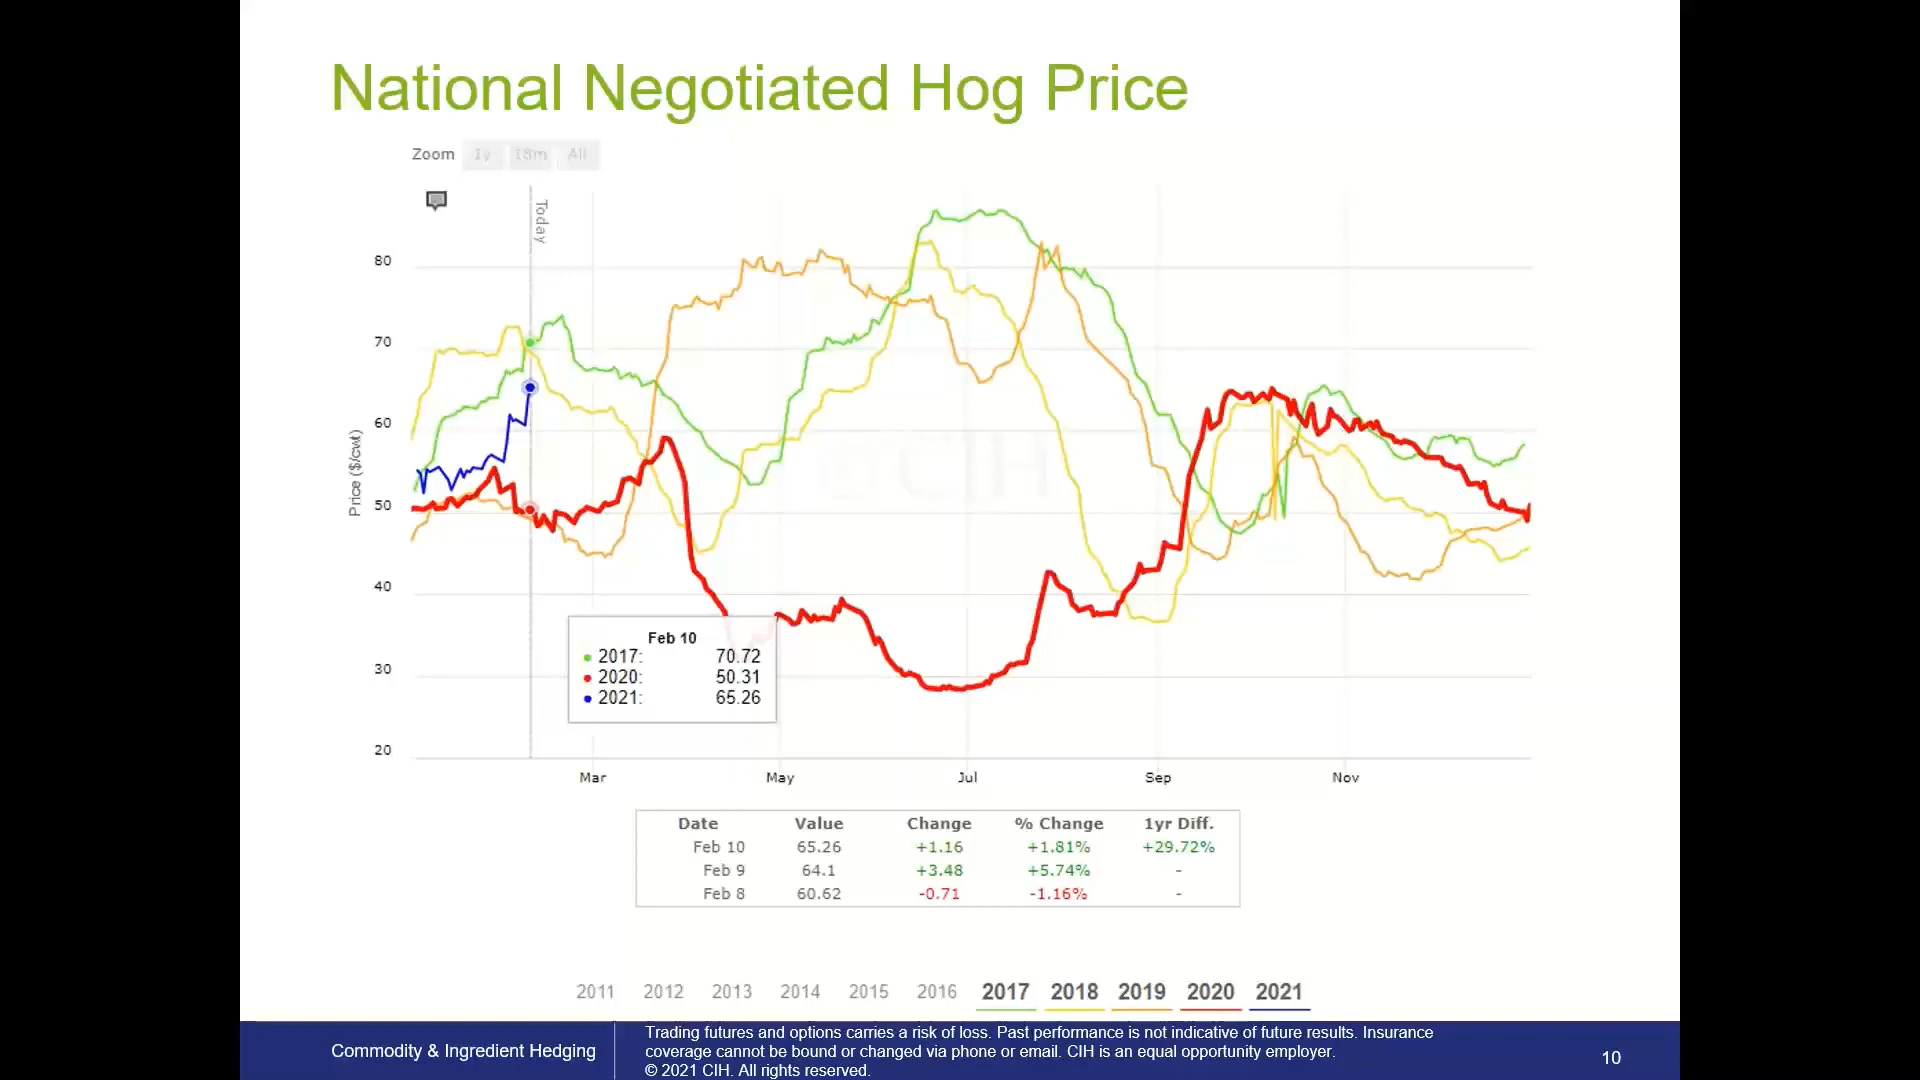 National Negotiated Hog Price
Zoom 1y 18m All
Today
80
70
60
50
40
30
20
Price ($/cwt)
CIH
Feb 10
2017: 70.72
2020: 50.31
2021: 65.26
Mar May Jul Sep Nov
Date Value Change % Change 1yr Diff.
Feb 10 65.26 +1.16 +1.81% +29.72%
Feb 9 64.1 +3.48 +5.74% -
Feb 8 60.62 -0.71 -1.16% -
2011 2012 2013 2014 2015 2016 2017 2018 2019 2020 2021
Commodity & Ingredient Hedging
Trading futures and options carries a risk of loss. Past performance is not indicative of future results. Insurance
coverage cannot be bound or changed via phone or email. CIH is an equal opportunity employer.
© 2021 CIH. All rights reserved.
10